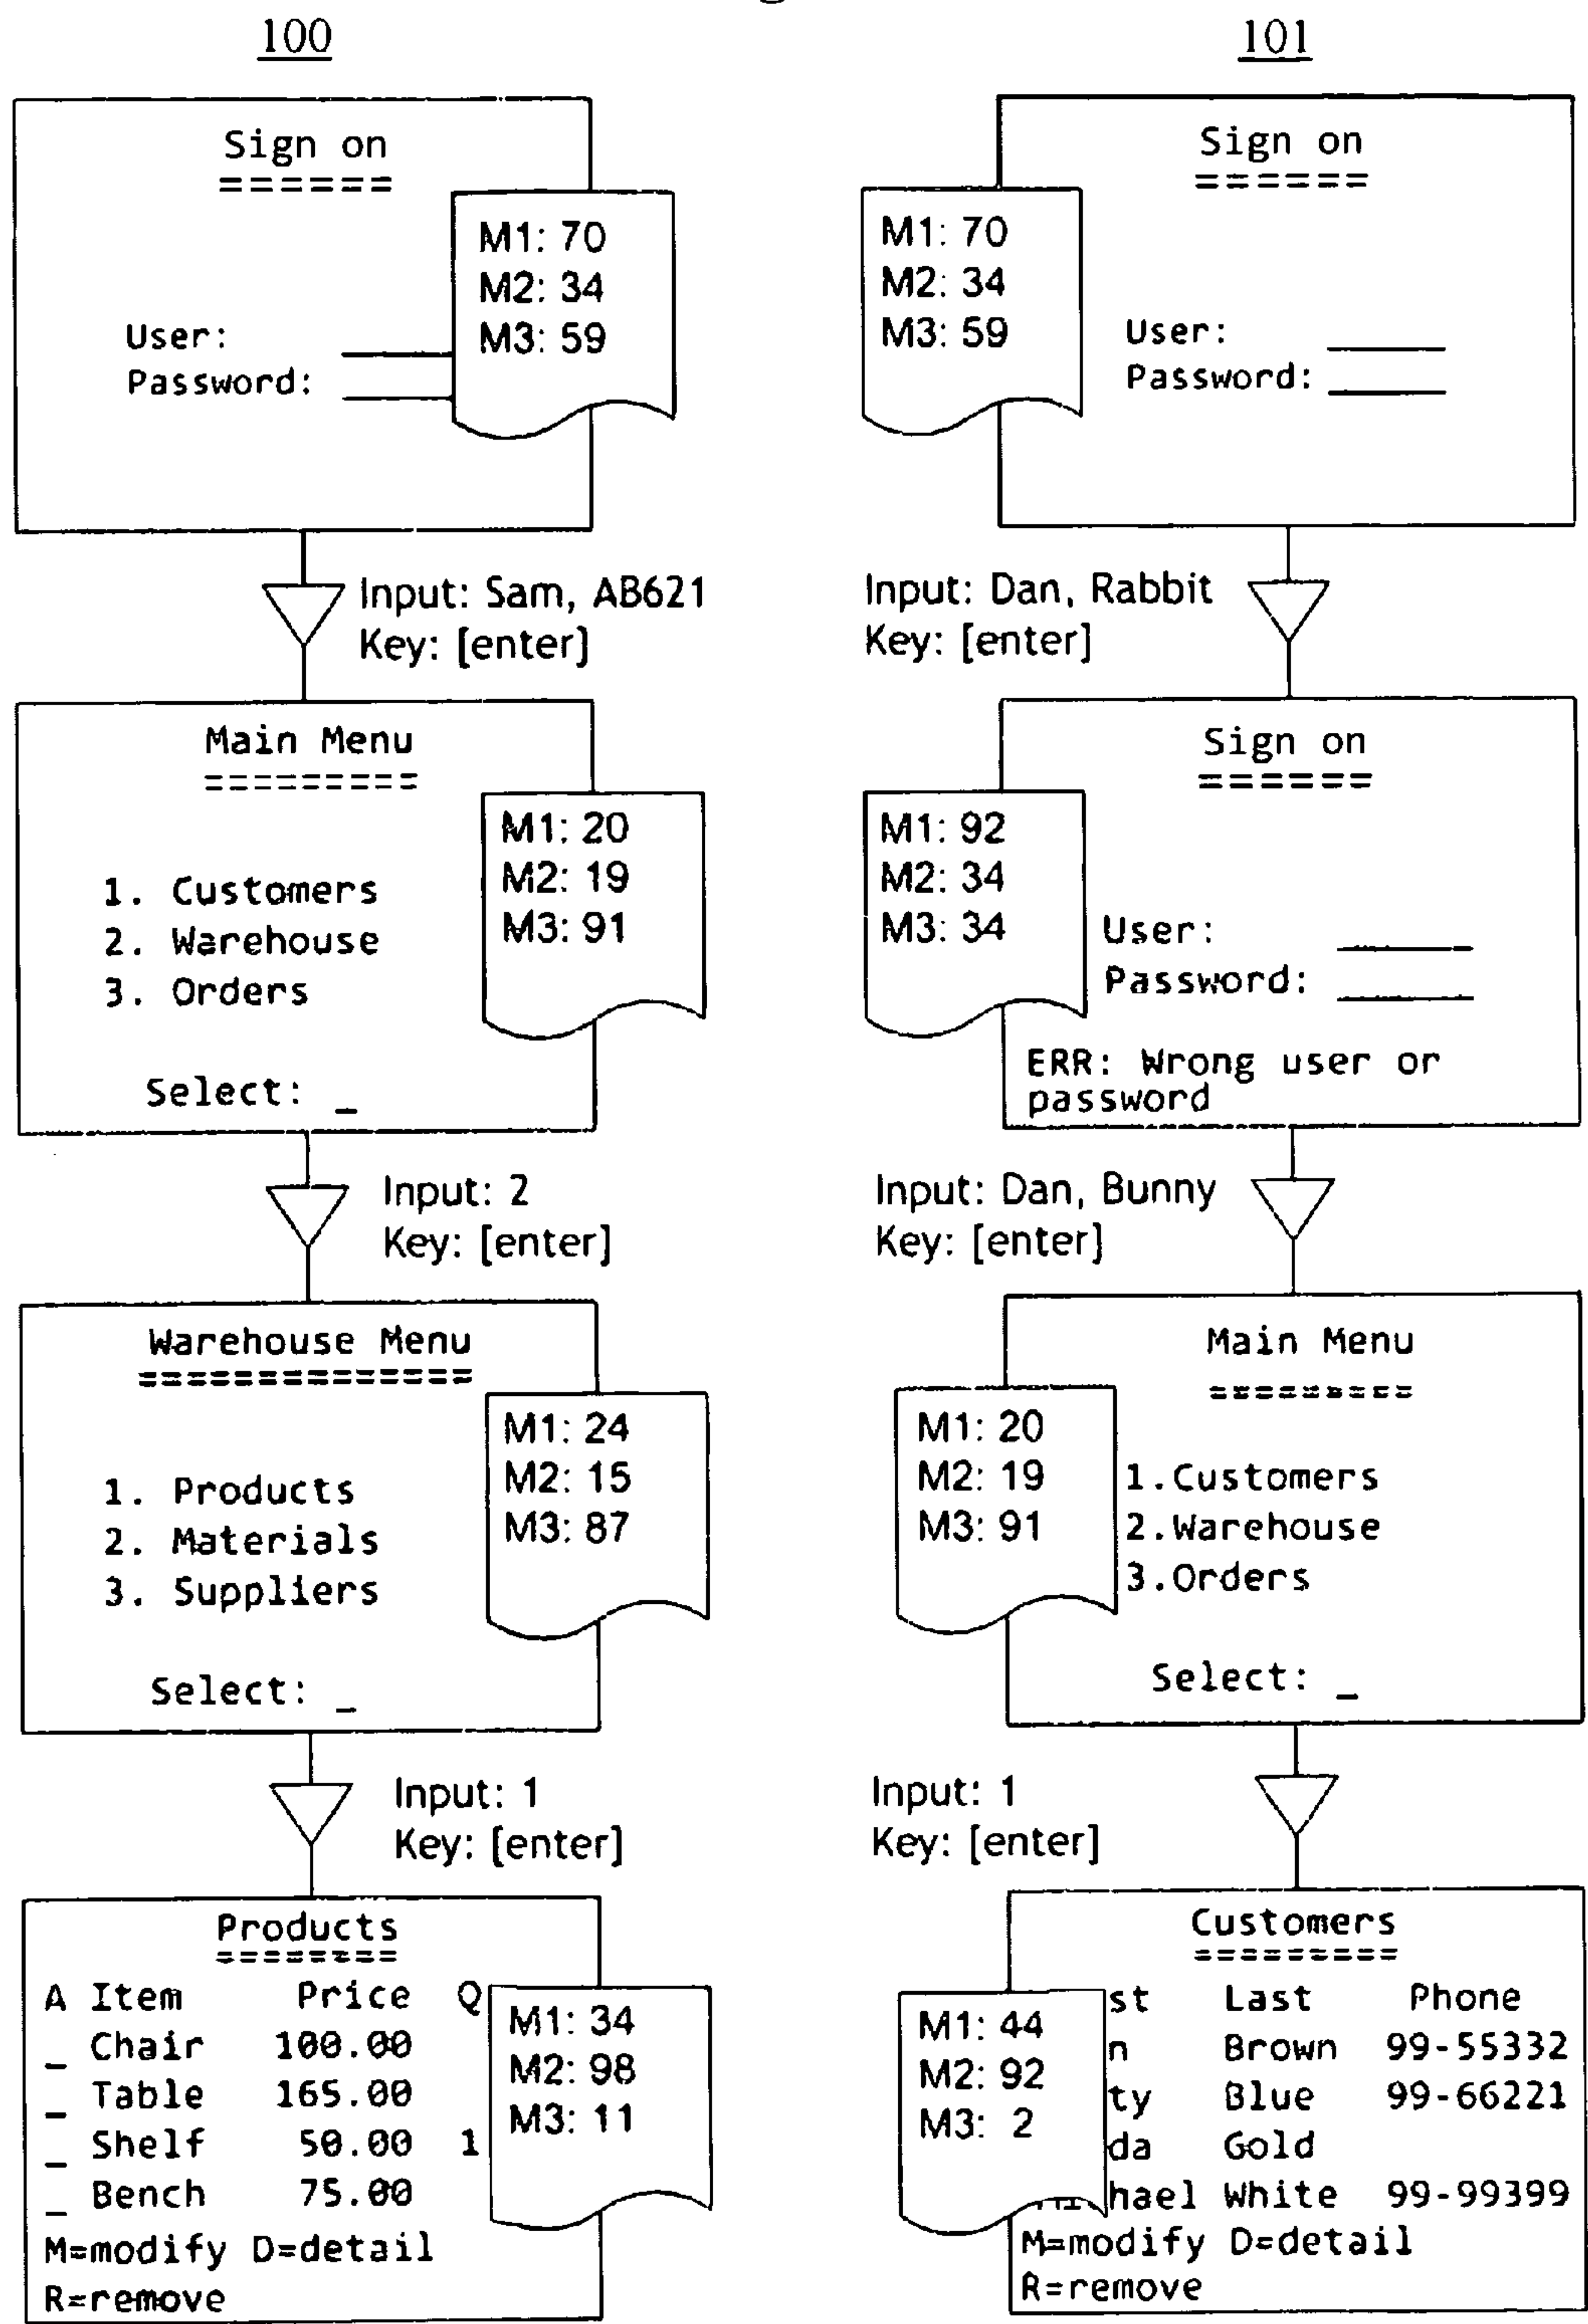 100
Sign on
======
M1: 70
M2: 34
M3: 59
User:
Password:
Input: Sam, AB621
Key: [enter]
Main Menu
=========
M1: 20
M2: 19
M3: 91
1. Customers
2. Warehouse
3. Orders
Select: _
Input: 2
Key: [enter]
Warehouse Menu
==============
M1: 24
M2: 15
M3: 87
1. Products
2. Materials
3. Suppliers
Select: _
Input: 1
Key: [enter]
Products
========
A Item Price Q
_ Chair 100.00
_ Table 165.00
_ Shelf 50.00 1
_ Bench 75.00
M=modify D=detail
R=remove
M1: 34
M2: 98
M3: 11
101
Sign on
======
M1: 70
M2: 34
M3: 59
User:
Password:
Input: Dan, Rabbit
Key: [enter]
Sign on
======
M1: 92
M2: 34
M3: 34
User:
Password:
ERR: Wrong user or
password
Input: Dan, Bunny
Key: [enter]
Main Menu
=========
M1: 20
M2: 19
M3: 91
1.Customers
2.Warehouse
3.Orders
Select: _
Input: 1
Key: [enter]
Customers
=========
M1: 44
M2: 92
M3: 2
st Last Phone
n Brown 99-55332
ty Blue 99-66221
da Gold
hael White 99-99399
M=modify D=detail
R=remove